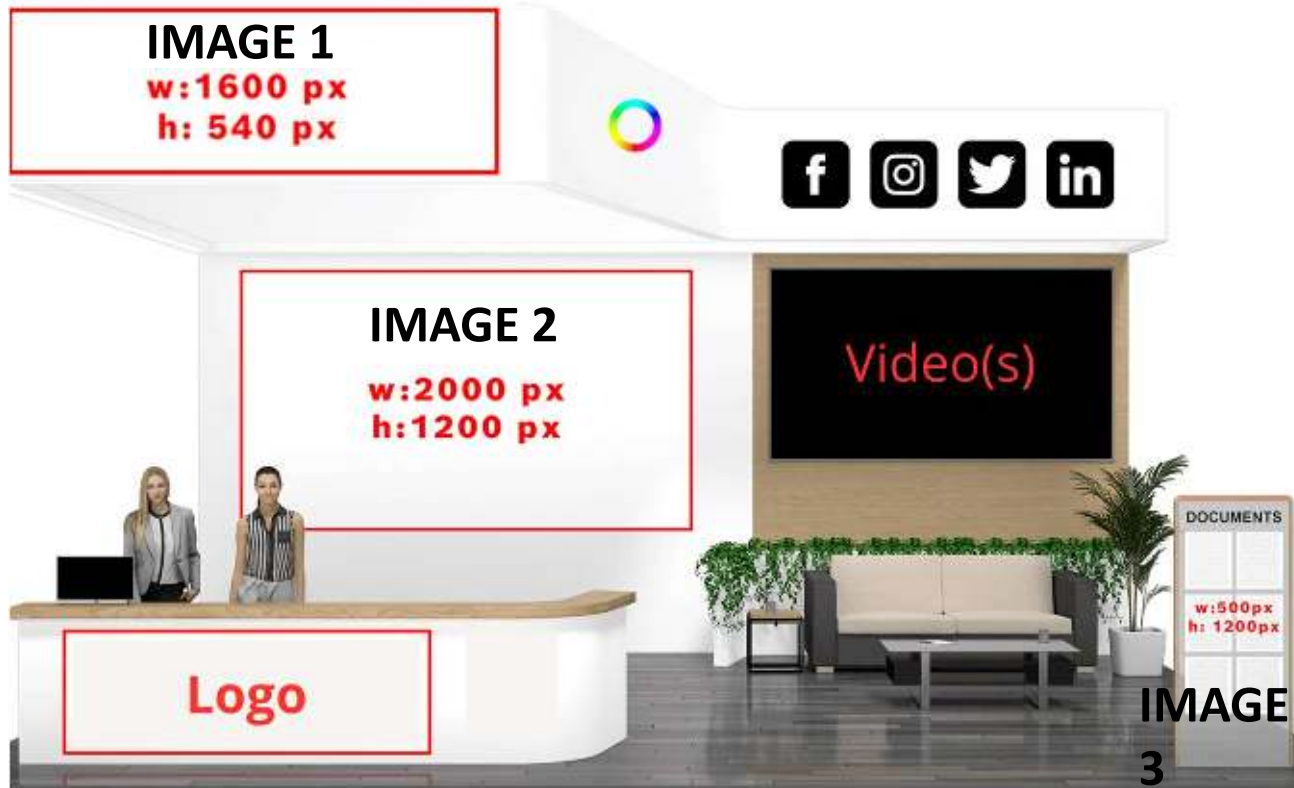 IMAGE 1
w:1600 px
h: 540 px
f
in
IMAGE 2
w:2000 px
h:1200 px
Video(s)
DOCUMENTS
w:500px
h: 1200px
Logo
IMAGE
3